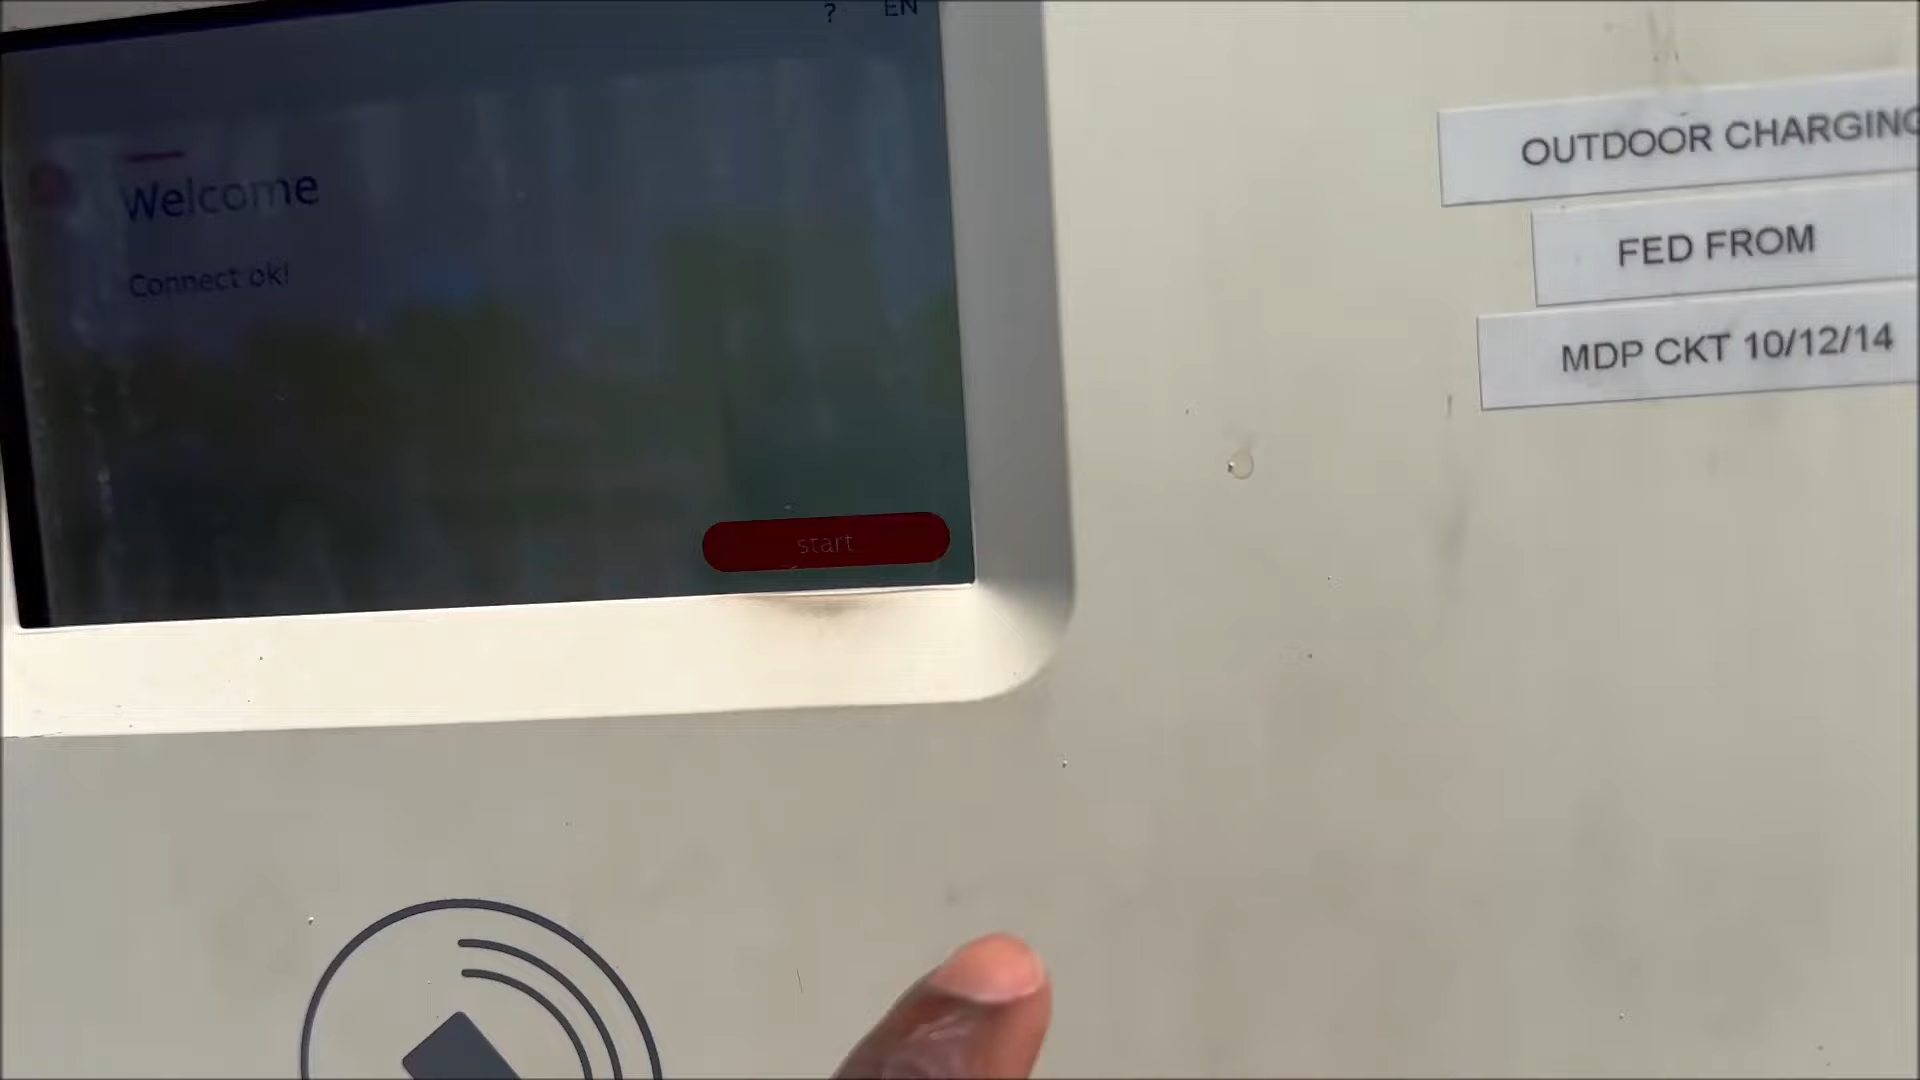 ? EN
Welcome
Connect ok!
start
OUTDOOR CHARGING
FED FROM
MDP CKT 10/12/14